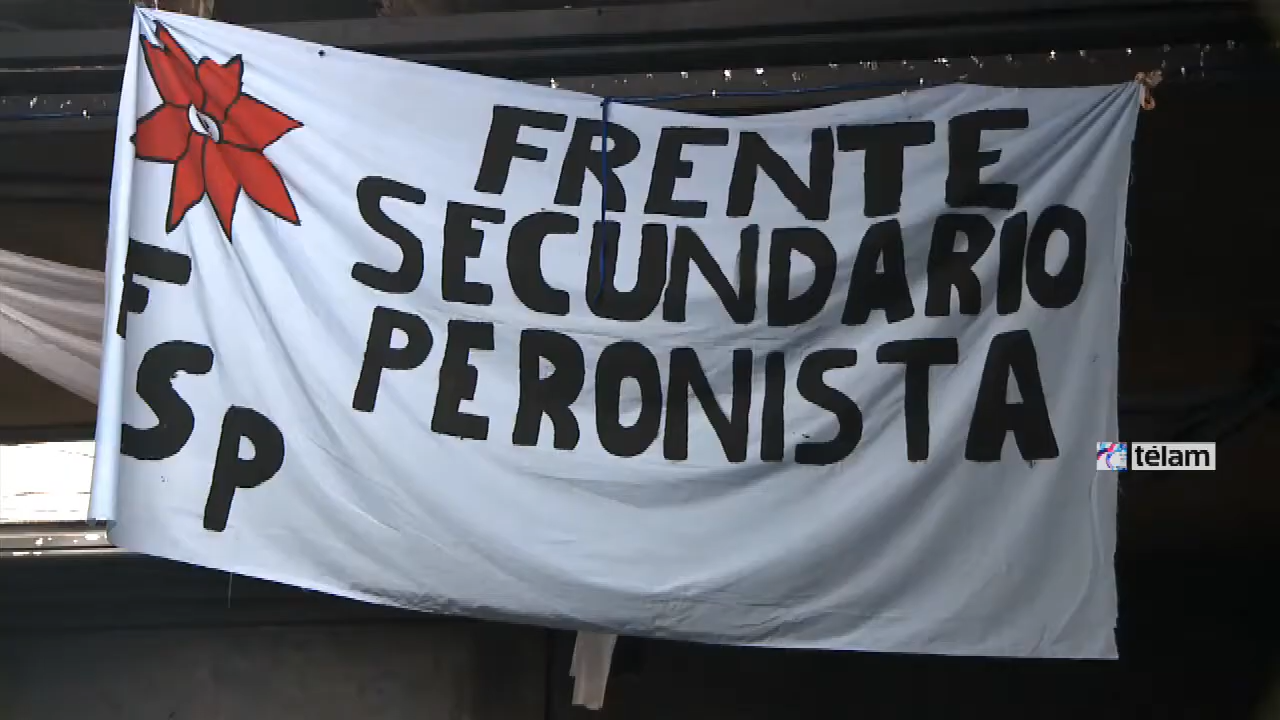 FRENTE
SECUNDARIO
PERONISTA
F
S
P
télam